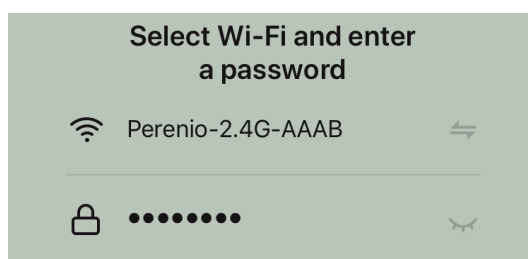 Select Wi-Fi and enter
a password
Perenio-2.4G-AAAB
●●●●●●●●●